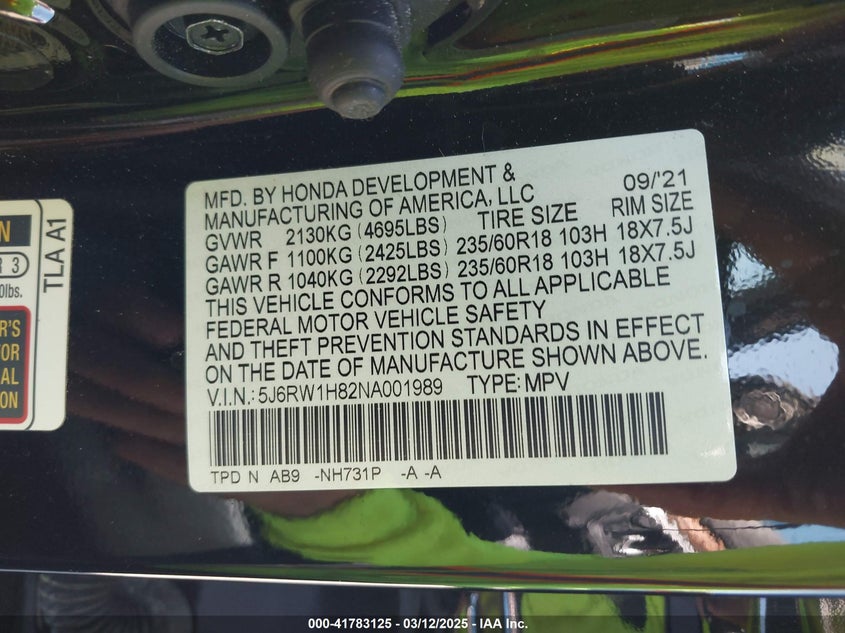 MFD. BY HONDA DEVELOPMENT & 09/'21
MANUFACTURING OF AMERICA, LLC
TIRE SIZE RIM SIZE
GVWR 2130KG (4695LBS)
GAWR F 1100KG (2425LBS) 235/60R18 103H 18X7.5J
GAWR R 1040KG (2292LBS) 235/60R18 103H 18X7.5J
THIS VEHICLE CONFORMS TO ALL APPLICABLE
FEDERAL MOTOR VEHICLE SAFETY
AND THEFT PREVENTION STANDARDS IN EFFECT
ON THE DATE OF MANUFACTURE SHOWN ABOVE.
V.I.N.: 5J6RW1H82NA001989 TYPE: MPV
TPD N AB9 -NH731P -A -A
TLA A1
000-41783125 - 03/12/2025 - IAA Inc.